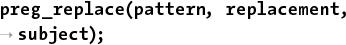 preg_replace(pattern, replacement,
→ subject);